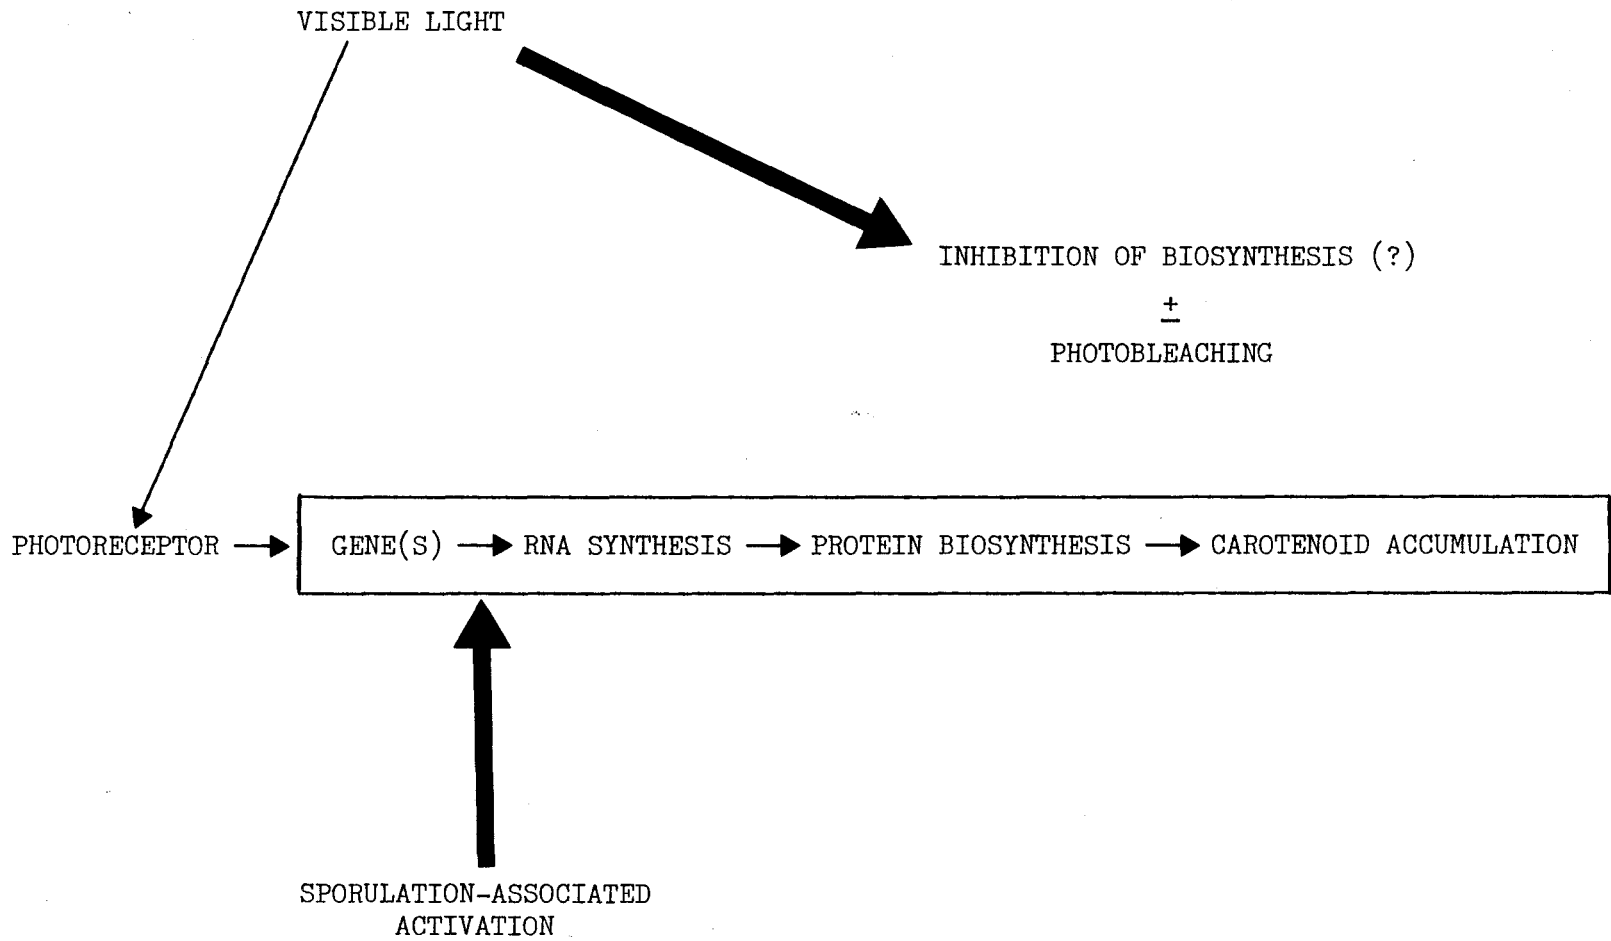 VISIBLE LIGHT
INHIBITION OF BIOSYNTHESIS (?)
±
PHOTOBLEACHING
PHOTORECEPTOR → GENE(S) → RNA SYNTHESIS → PROTEIN BIOSYNTHESIS → CAROTENOID ACCUMULATION
SPORULATION-ASSOCIATED
ACTIVATION